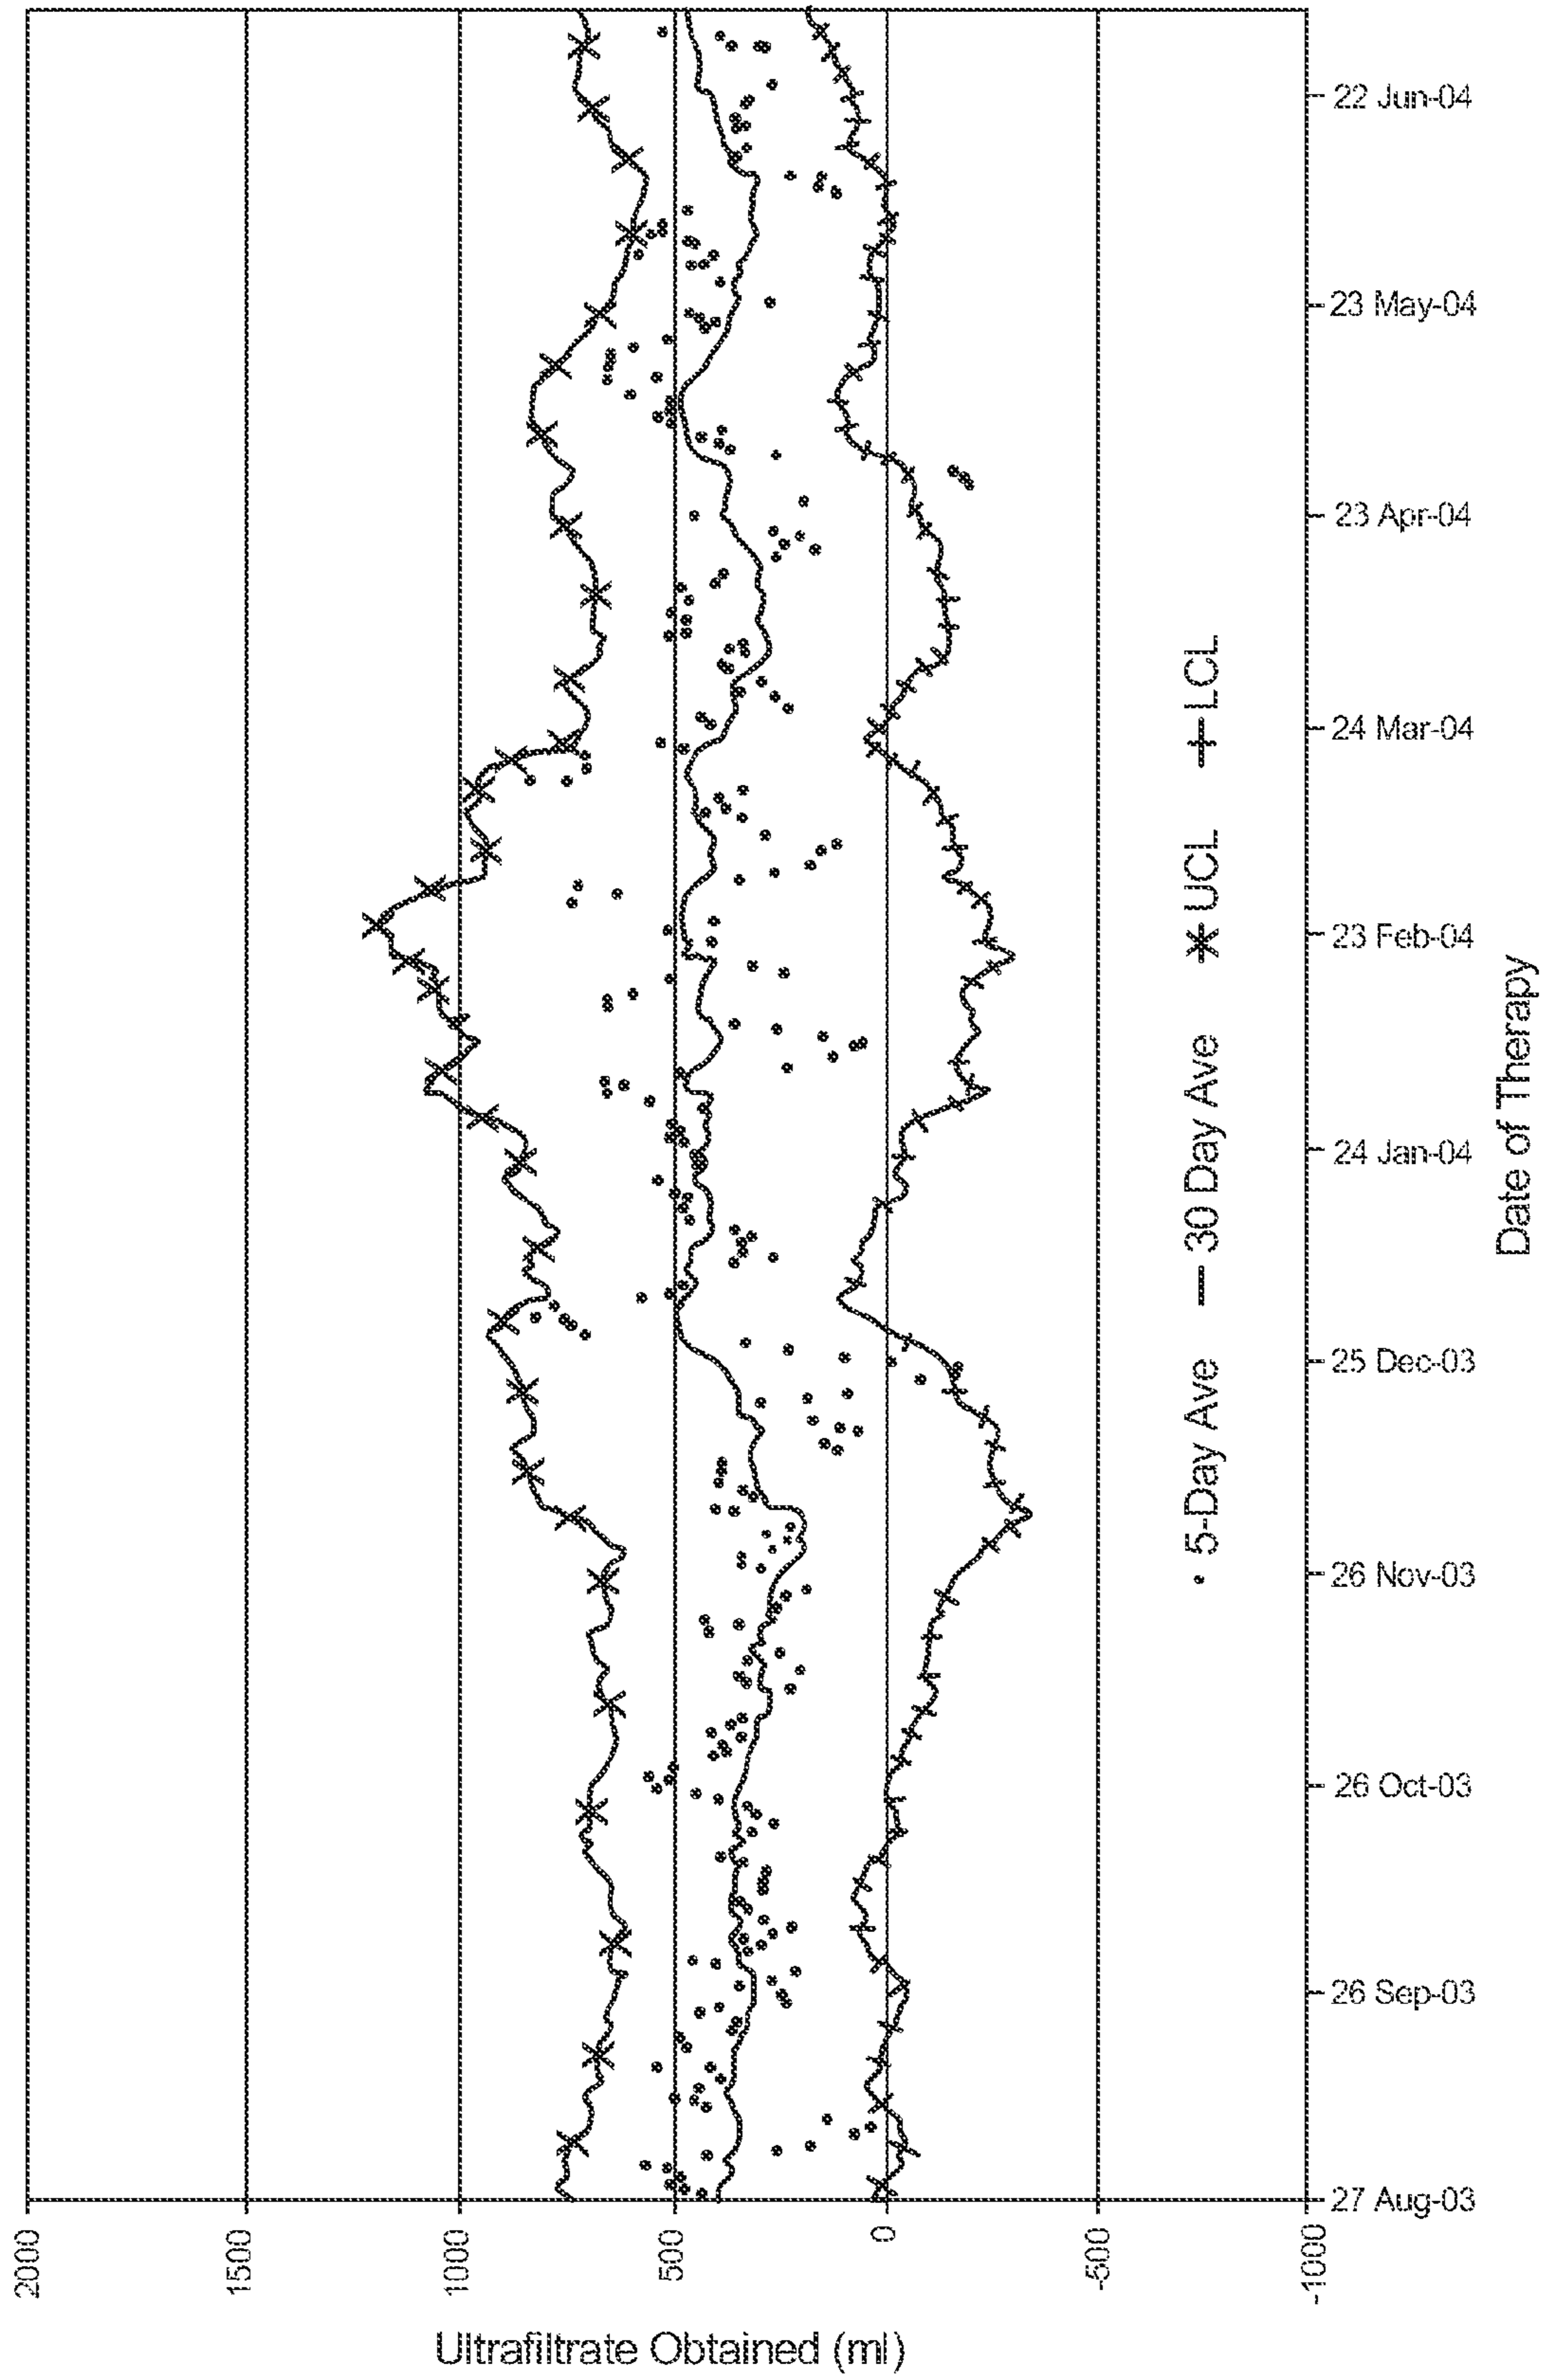 2000
1500
1000
500
0
-500
-1000
Ultrafiltrate Obtained (ml)
27 Aug-03
26 Sep-03
26 Oct-03
26 Nov-03
25 Dec-03
24 Jan-04
23 Feb-04
24 Mar-04
23 Apr-04
23 May-04
22 Jun-04
Date of Therapy
5-Day Ave 30 Day Ave UCL LCL